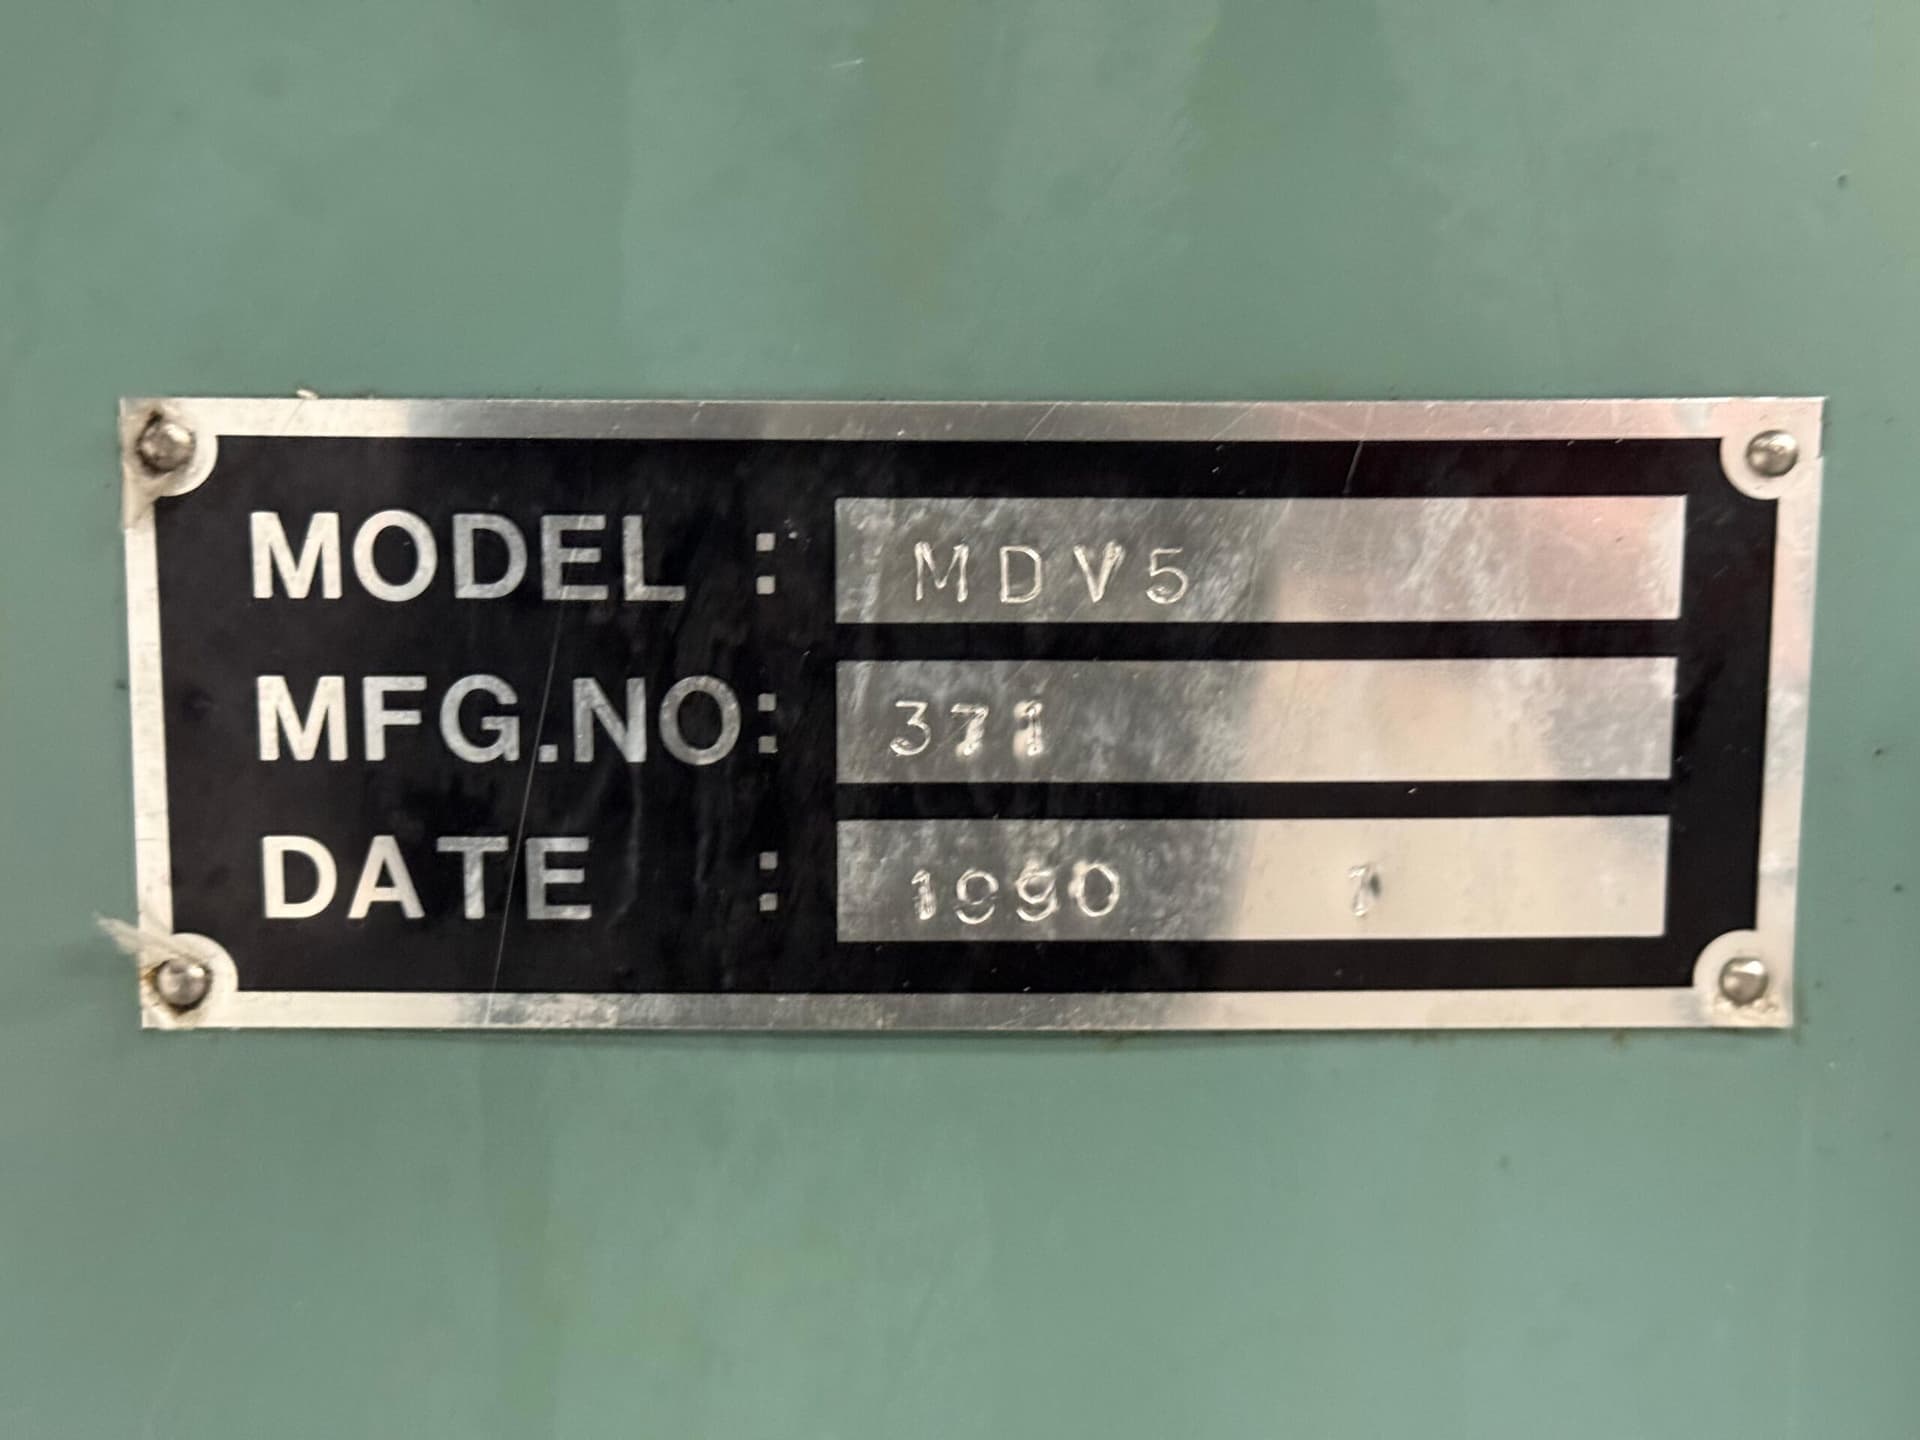 MODEL : MDV5
MFG.NO: 371
DATE : 1990 7